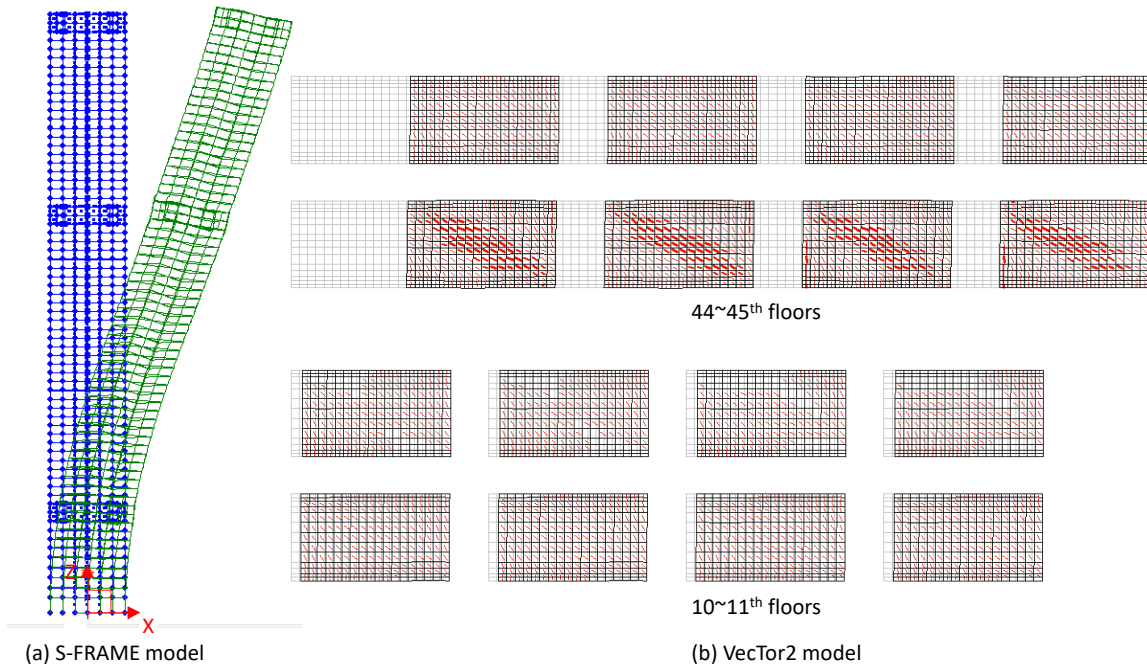 Z
X
44~45th floors
10~11th floors
(a) S-FRAME model
(b) VecTor2 model